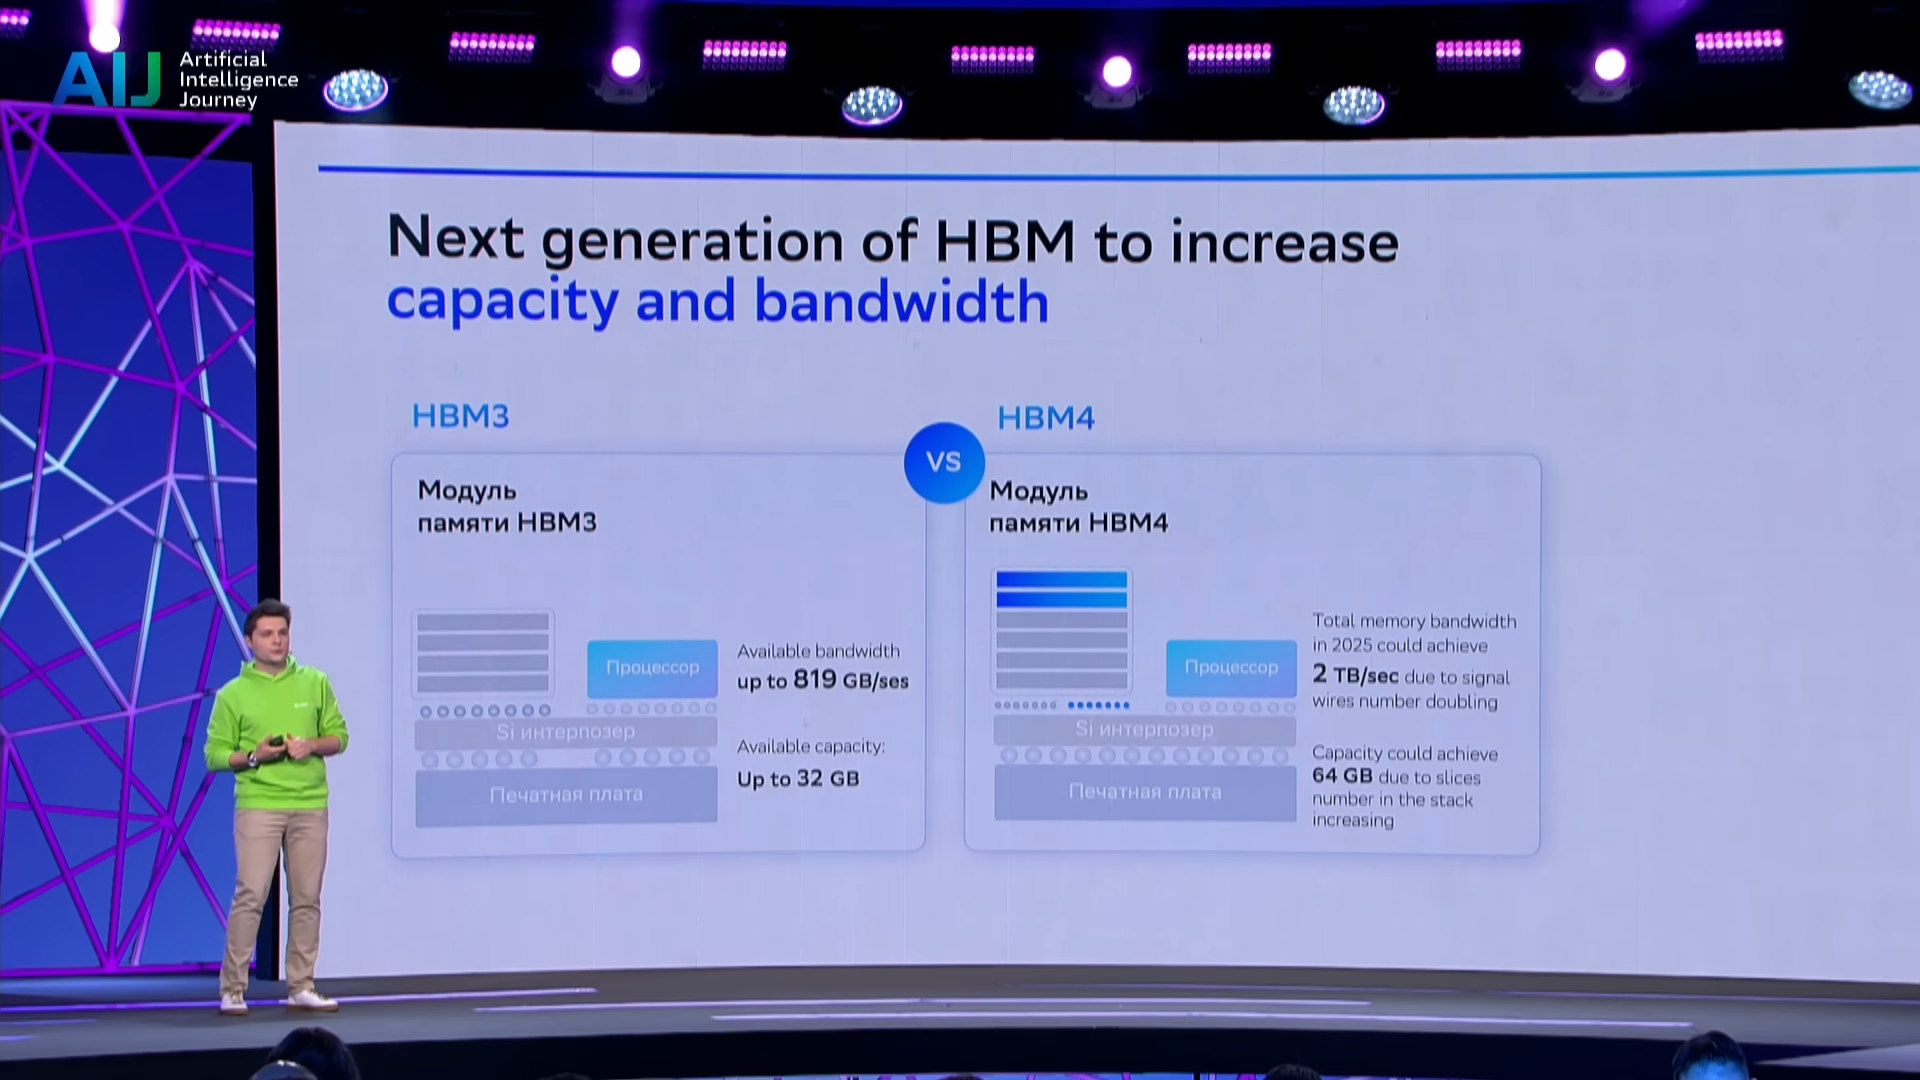 AIJ
Artificial
Intelligence
Journey
Next generation of HBM to increase
capacity and bandwidth
HBM3
Модуль
памяти HBM3
Процессор
Si интерпозер
Печатная плата
Available bandwidth
up to 819 GB/ses
Available capacity:
Up to 32 GB
VS
HBM4
Модуль
памяти HBM4
Процессор
Si интерпозер
Печатная плата
Total memory bandwidth
in 2025 could achieve
2 TB/sec due to signal
wires number doubling
Capacity could achieve
64 GB due to slices
number in the stack
increasing